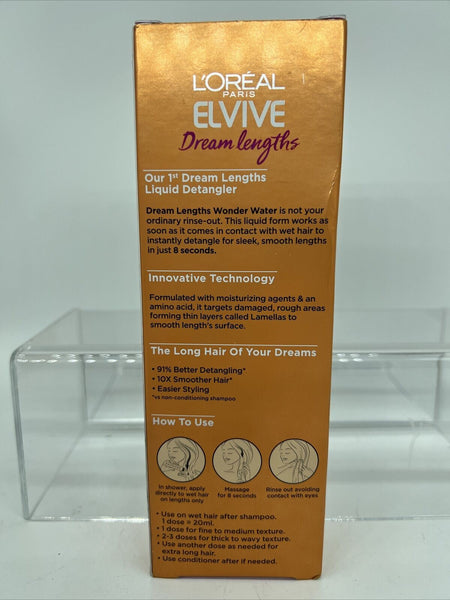 L'ORÉAL
PARIS
ELVIVE
Dream lengths
Our 1st Dream Lengths
Liquid Detangler
Dream Lengths Wonder Water is not your
ordinary rinse-out. This liquid form works as
soon as it comes in contact with wet hair to
instantly detangle for sleek, smooth lengths
in just 8 seconds.
Innovative Technology
Formulated with moisturizing agents & an
amino acid, it targets damaged, rough areas
forming thin layers called Lamellas to
smooth length's surface.
The Long Hair Of Your Dreams
• 91% Better Detangling*
• 10X Smoother Hair*
• Easier Styling
*vs non-conditioning shampoo
How To Use
In shower, apply
directly to wet hair
on lengths only
Massage
for 8 seconds
Rinse out avoiding
contact with eyes
• Use on wet hair after shampoo.
1 dose = 20ml.
• 1 dose for fine to medium texture.
• 2-3 doses for thick to wavy texture.
• Use another dose as needed for
extra long hair.
• Use conditioner after if needed.